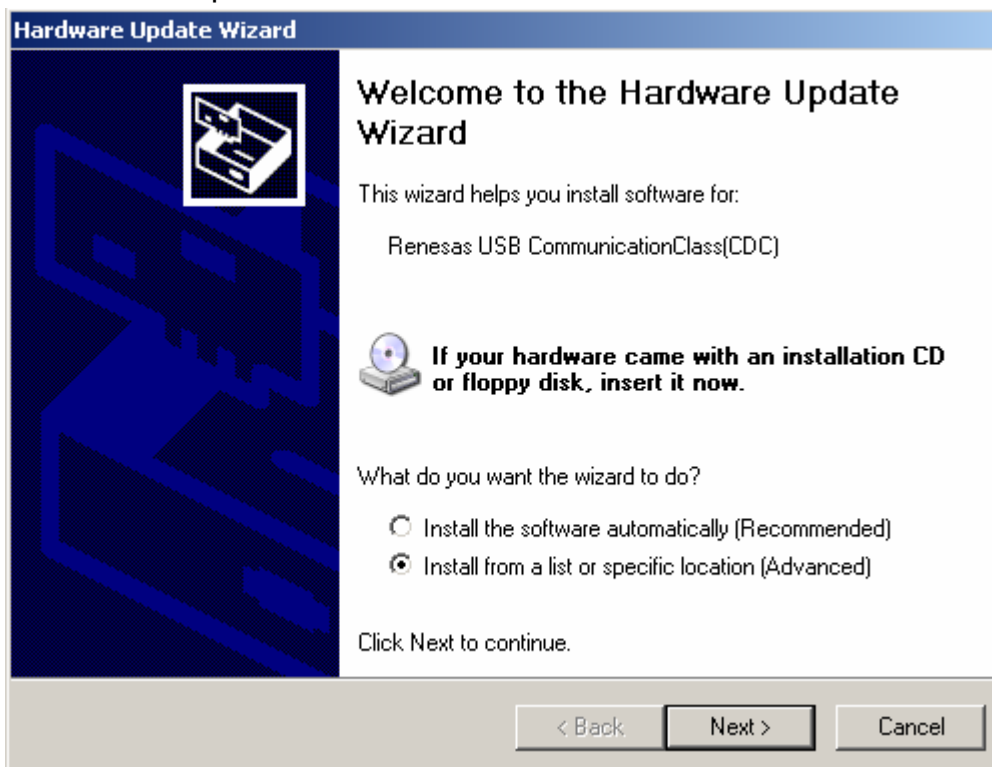 Hardware Update Wizard
Welcome to the Hardware Update
Wizard
This wizard helps you install software for:
Renesas USB CommunicationClass(CDC)
If your hardware came with an installation CD
or floppy disk, insert it now.
What do you want the wizard to do?
Install the software automatically (Recommended)
Install from a list or specific location (Advanced)
Click Next to continue.
< Back
Next >
Cancel